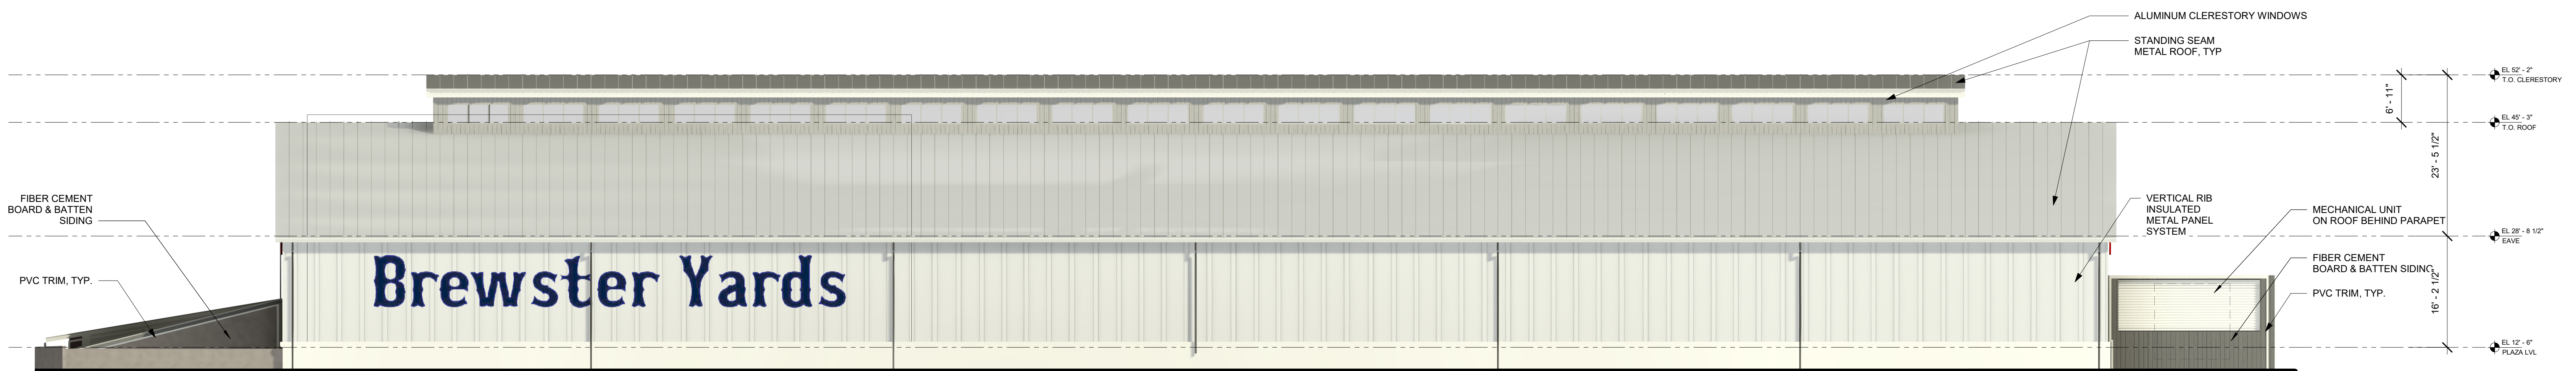 ALUMINUM CLERESTORY WINDOWS
STANDING SEAM
METAL ROOF, TYP
EL 52' - 2"
T.O. CLERESTORY
6' - 11"
EL 45' - 3"
T.O. ROOF
23' - 5 1/2"
FIBER CEMENT
BOARD & BATTEN
SIDING
VERTICAL RIB
INSULATED
METAL PANEL
SYSTEM
MECHANICAL UNIT
ON ROOF BEHIND PARAPET
EL 28' - 8 1/2"
EAVE
Brewster Yards
PVC TRIM, TYP.
FIBER CEMENT
BOARD & BATTEN SIDING
PVC TRIM, TYP.
16' - 2 1/2"
EL 12' - 6"
PLAZA LVL